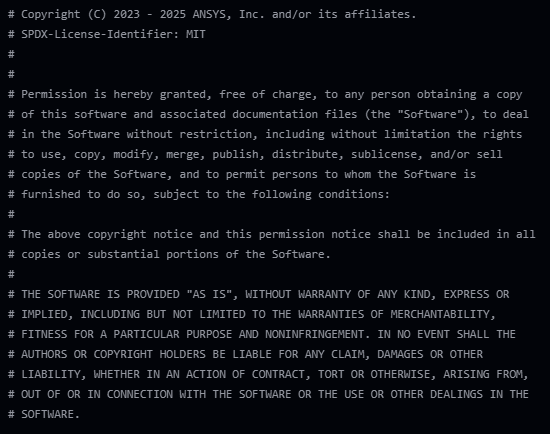 # Copyright (C) 2023 - 2025 ANSYS, Inc. and/or its affiliates.
# SPDX-License-Identifier: MIT
#
#
# Permission is hereby granted, free of charge, to any person obtaining a copy
# of this software and associated documentation files (the "Software"), to deal
# in the Software without restriction, including without limitation the rights
# to use, copy, modify, merge, publish, distribute, sublicense, and/or sell
# copies of the Software, and to permit persons to whom the Software is
# furnished to do so, subject to the following conditions:
#
# The above copyright notice and this permission notice shall be included in all
# copies or substantial portions of the Software.
#
# THE SOFTWARE IS PROVIDED "AS IS", WITHOUT WARRANTY OF ANY KIND, EXPRESS OR
# IMPLIED, INCLUDING BUT NOT LIMITED TO THE WARRANTIES OF MERCHANTABILITY,
# FITNESS FOR A PARTICULAR PURPOSE AND NONINFRINGEMENT. IN NO EVENT SHALL THE
# AUTHORS OR COPYRIGHT HOLDERS BE LIABLE FOR ANY CLAIM, DAMAGES OR OTHER
# LIABILITY, WHETHER IN AN ACTION OF CONTRACT, TORT OR OTHERWISE, ARISING FROM,
# OUT OF OR IN CONNECTION WITH THE SOFTWARE OR THE USE OR OTHER DEALINGS IN THE
# SOFTWARE.